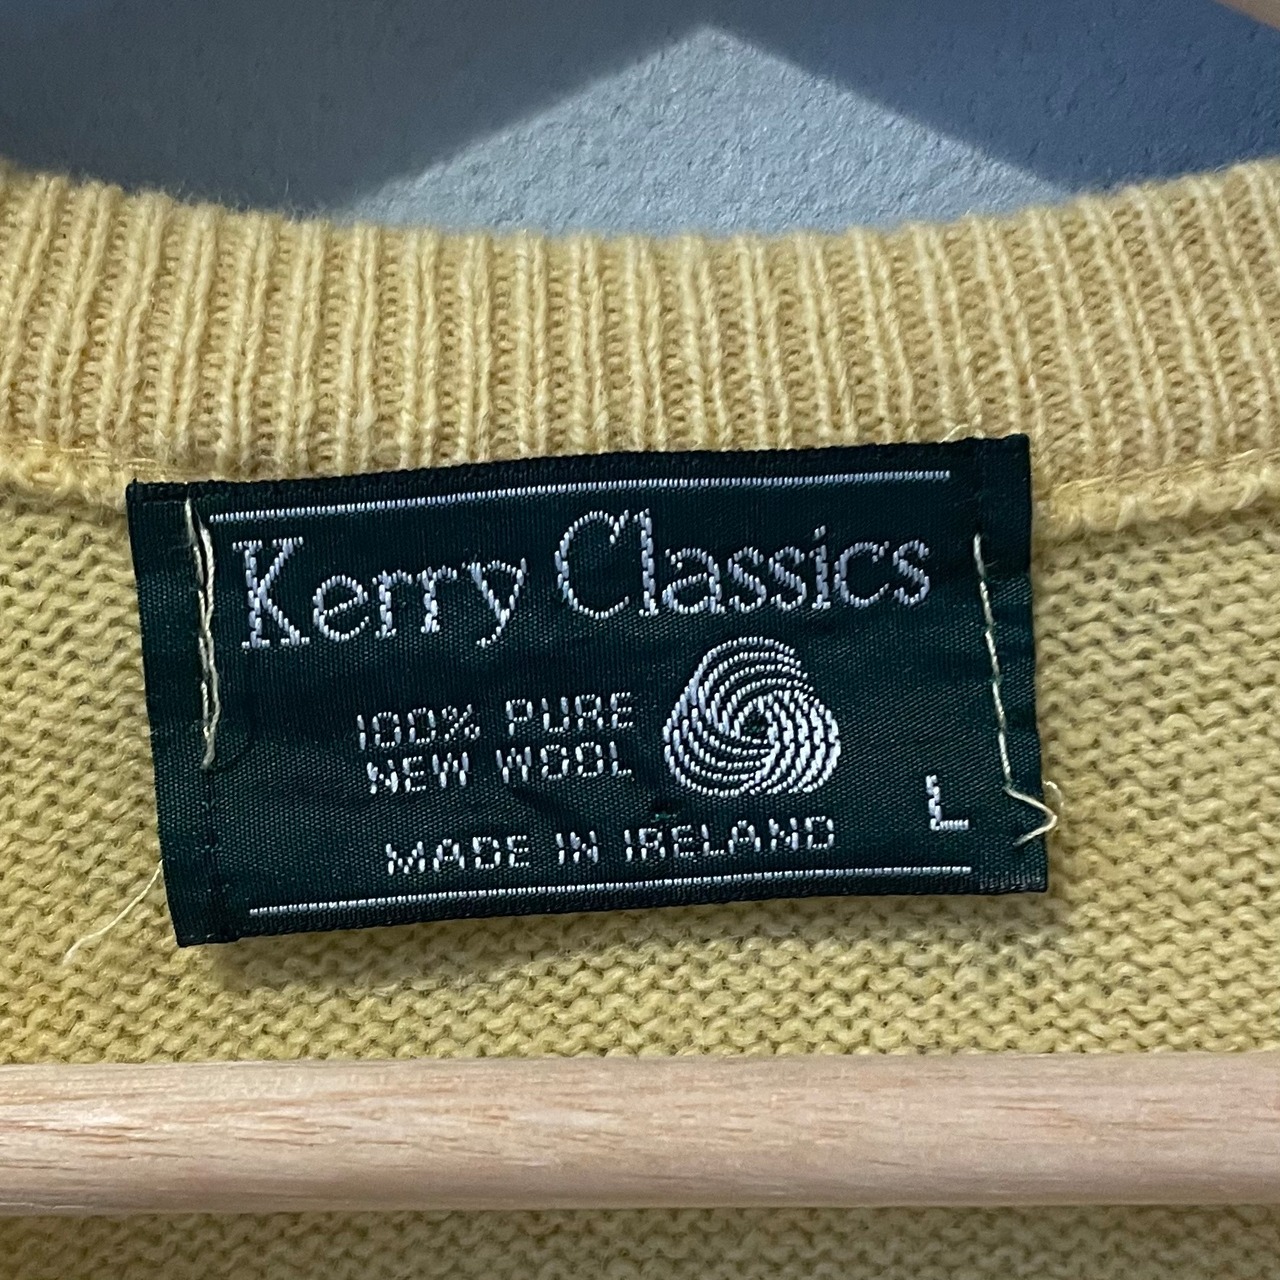 Kerry Classics
100% PURE
NEW WOOL
L
MADE IN IRELAND